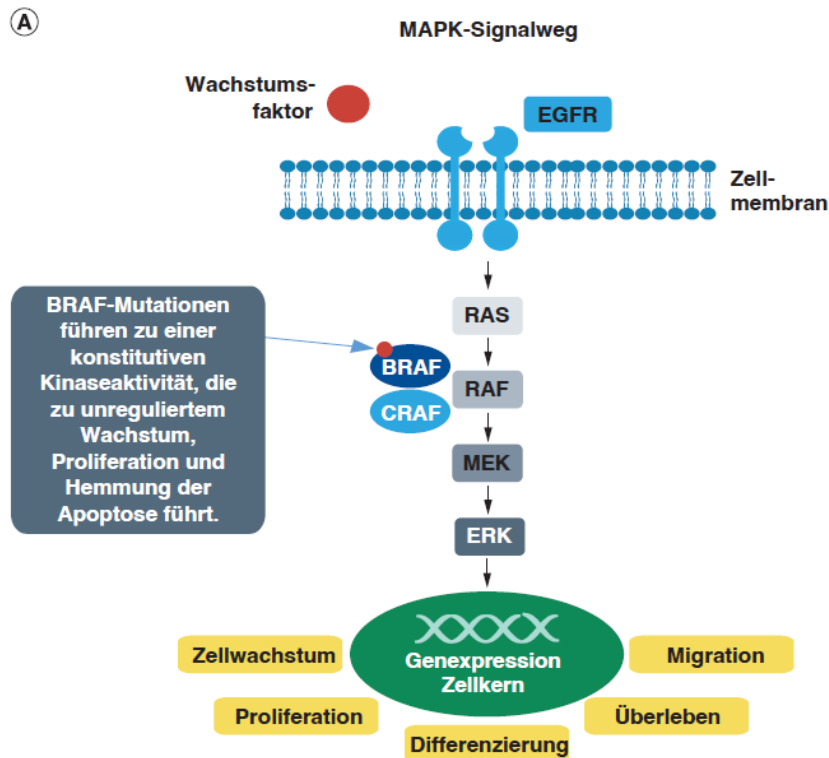 A
MAPK-Signalweg
Wachstums-
faktor
EGFR
Zell-
membran
BRAF-Mutationen
führen zu einer
konstitutiven
Kinaseaktivität, die
zu unreguliertem
Wachstum,
Proliferation und
Hemmung der
Apoptose führt.
RAS
BRAF
RAF
CRAF
MEK
ERK
Genexpression
Zellkern
Zellwachstum
Migration
Proliferation
Überleben
Differenzierung